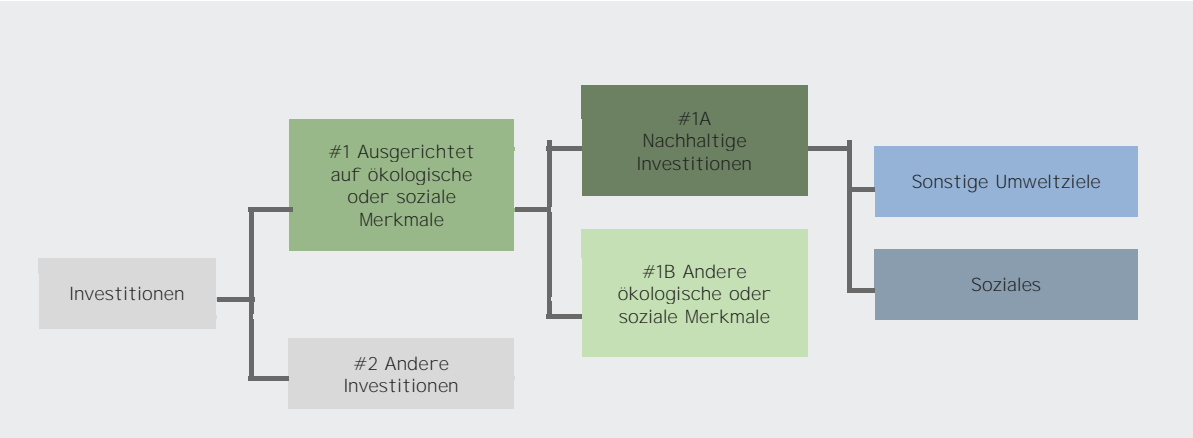 Investitionen
#1 Ausgerichtet
auf ökologische
oder soziale
Merkmale
#2 Andere
Investitionen
#1A
Nachhaltige
Investitionen
#1B Andere
ökologische oder
soziale Merkmale
Sonstige Umweltziele
Soziales